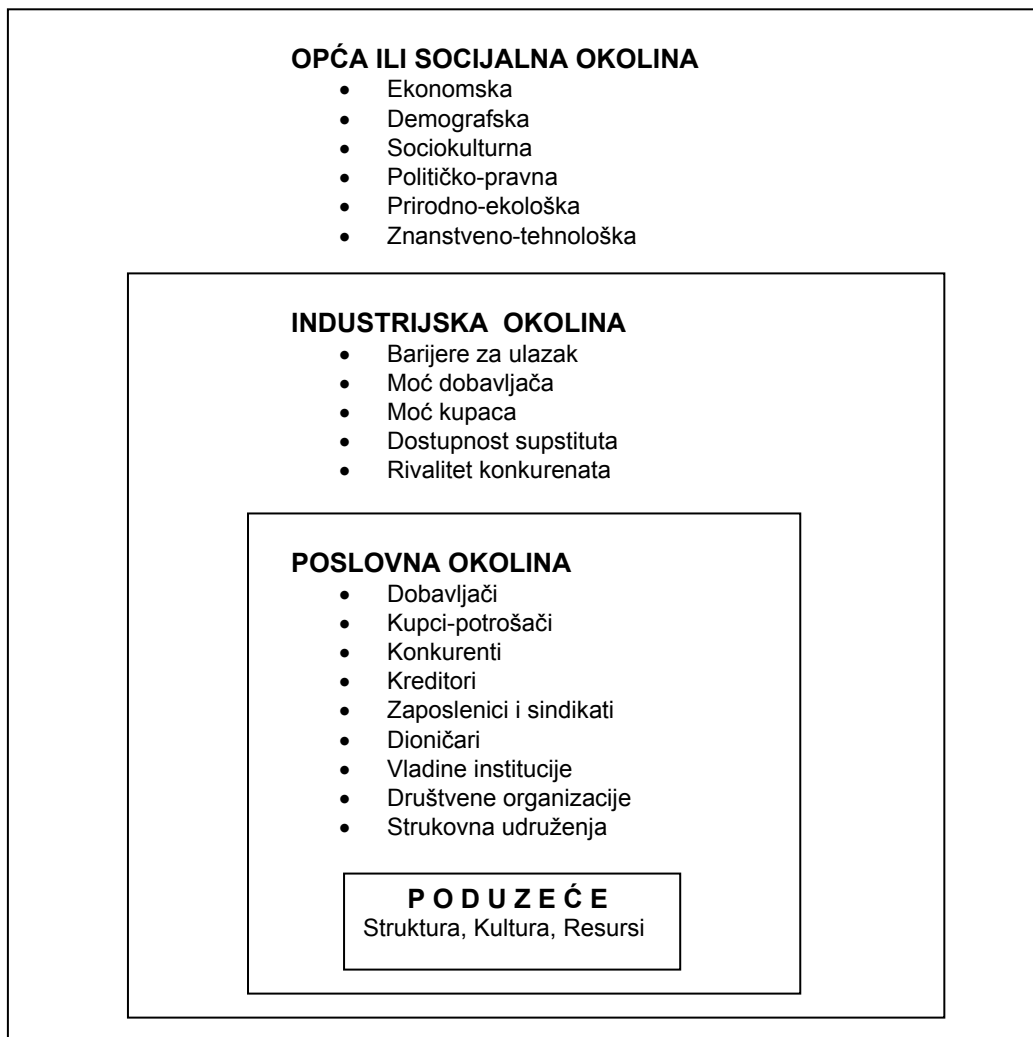 OPĆA ILI SOCIJALNA OKOLINA
• Ekonomska
• Demografska
• Sociokulturna
• Političko-pravna
• Prirodno-ekološka
• Znanstveno-tehnološka
INDUSTRIJSKA OKOLINA
• Barijere za ulazak
• Moć dobavljača
• Moć kupaca
• Dostupnost supstituta
• Rivalitet konkurenata
POSLOVNA OKOLINA
• Dobavljači
• Kupci-potrošači
• Konkurenti
• Kreditori
• Zaposlenici i sindikati
• Dioničari
• Vladine institucije
• Društvene organizacije
• Strukovna udruženja
P O D U Z E Ć E
Struktura, Kultura, Resursi